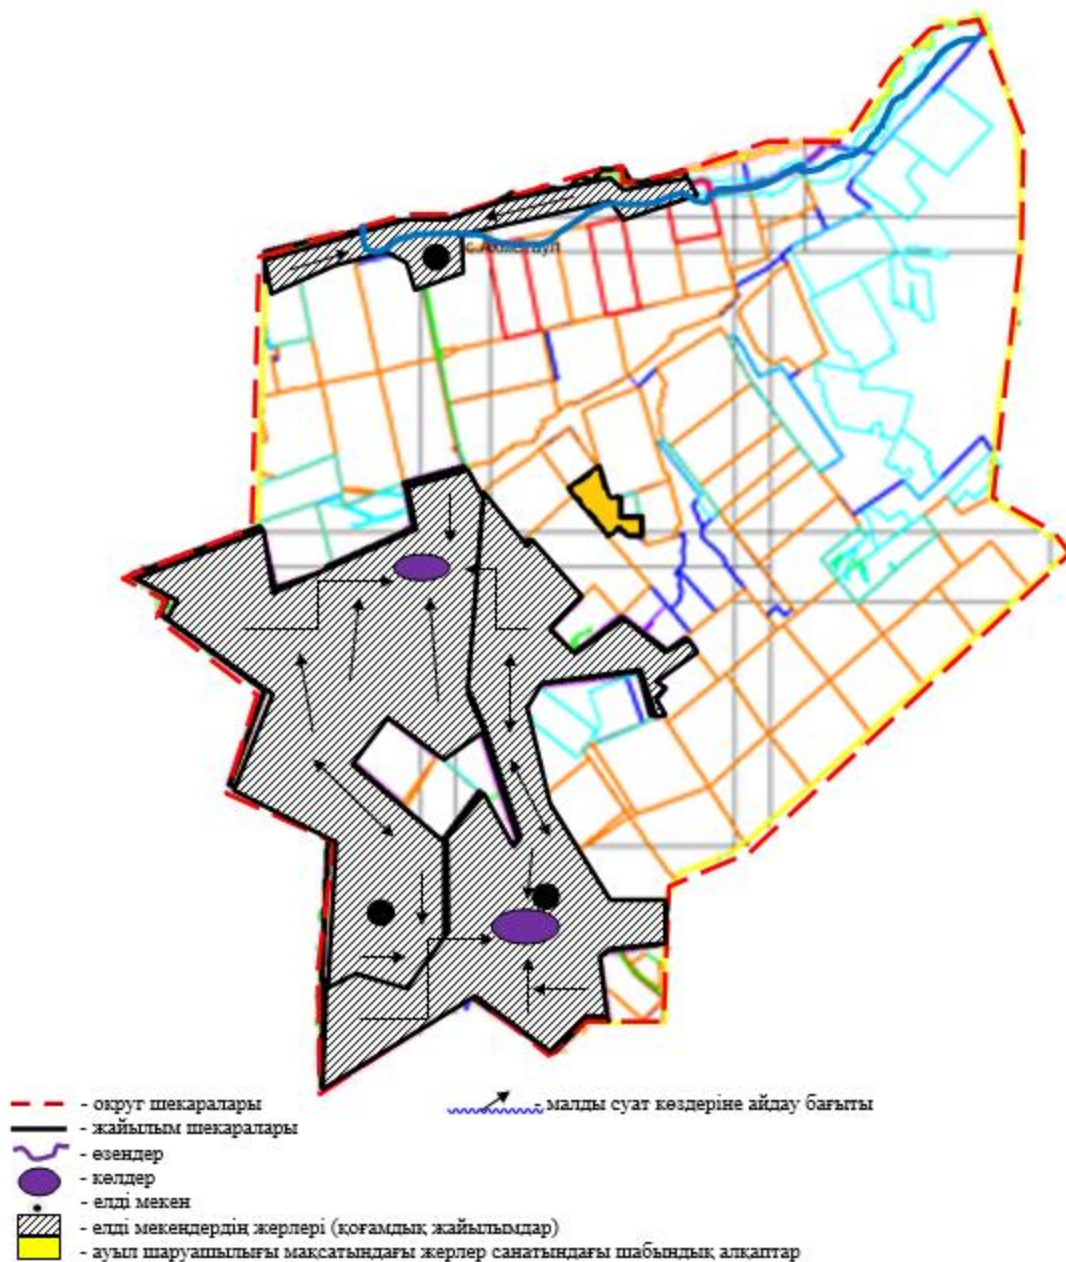 с.
- округ шекаралары
- малды суат көздеріне айдау бағыты
- жайылым шекаралары
- өзендер
- көлдер
- елді мекен
- елді мекендердің жерлері (қоғамдық жайылымдар)
- ауыл шаруашылығы мақсатындағы жерлер санатындағы шабындық алқаптар